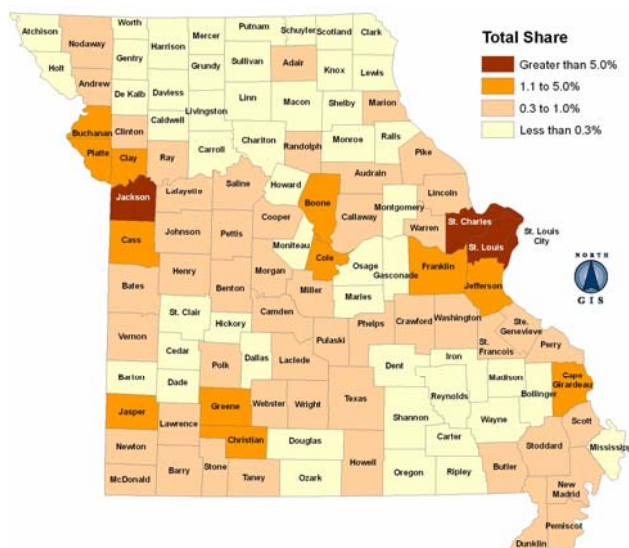 Total Share
Greater than 5.0%
1.1 to 5.0%
0.3 to 1.0%
Less than 0.3%
Atchison
Worth
Putnam
Schuyler
Scotland
Clark
Nodaway
Harrison
Mercer
Gentry
Grundy
Sullivan
Adair
Knox
Lewis
Holt
Andrew
De Kalb
Daviess
Linn
Macon
Shelby
Marion
Livingston
Buchanan
Clinton
Caldwell
Chariton
Randolph
Monroe
Ralls
Platte
Clay
Ray
Carroll
Audrain
Pike
Jackson
Lafayette
Saline
Howard
Boone
Callaway
Montgomery
Lincoln
Cooper
Warren
St. Charles
St. Louis
St. Louis
City
Cass
Johnson
Pettis
Moniteau
Cole
Osage
Gasconade
Franklin
Jefferson
NORTH
GIS
Bates
Henry
Benton
Morgan
Miller
Maries
St. Clair
Hickory
Camden
Phelps
Crawford
Washington
Ste.
Genevieve
St.
Francois
Perry
Vernon
Cedar
Polk
Dallas
Laclede
Pulaski
Dent
Iron
Madison
Bollinger
Cape
Girardeau
Barton
Dade
Texas
Reynolds
Wayne
Jasper
Greene
Webster
Wright
Shannon
Scott
Lawrence
Christian
Douglas
Carter
Stoddard
Mississippi
Newton
McDonald
Barry
Stone
Taney
Ozark
Howell
Oregon
Ripley
Butler
New
Madrid
Pemiscot
Dunklin